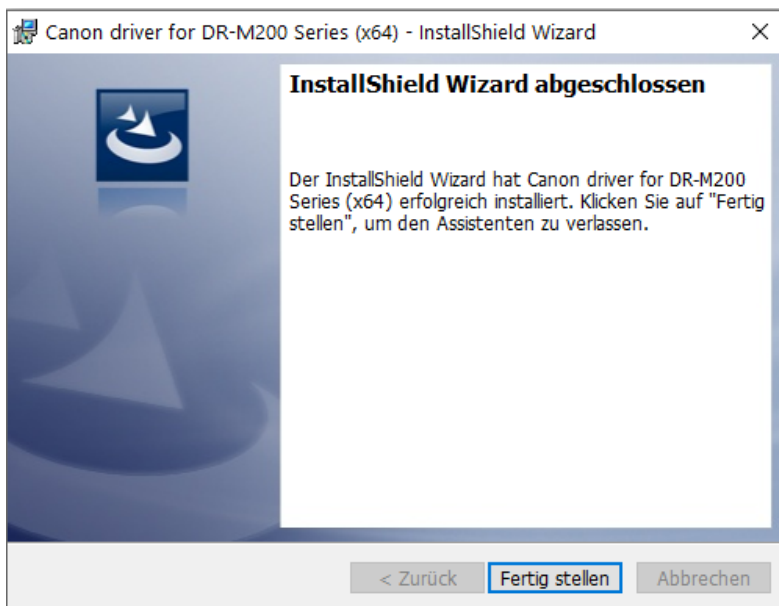 Canon driver for DR-M200 Series (x64) - InstallShield Wizard
InstallShield Wizard abgeschlossen
Der InstallShield Wizard hat Canon driver for DR-M200
Series (x64) erfolgreich installiert. Klicken Sie auf "Fertig
stellen", um den Assistenten zu verlassen.
< Zurück
Fertig stellen
Abbrechen